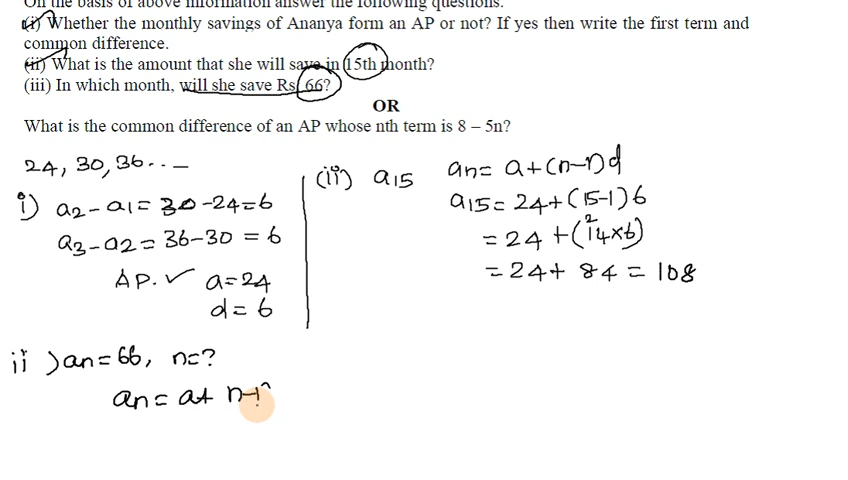 On the basis of above information answer the following questions.
(i) Whether the monthly savings of Ananya form an AP or not? If yes then write the first term and
common difference.
(ii) What is the amount that she will save in 15th month?
(iii) In which month, will she save Rs 66?
OR
What is the common difference of an AP whose nth term is 8 – 5n?
24, 30, 36 . . —
i) a2 - a1 = 30 - 24 = 6
a3 - a2 = 36 - 30 = 6
AP. ✓ a = 24
d = 6
(ii) a15 an = a + (n-1)d
a15 = 24 + (15-1)6
= 24 + (14×6)
2
= 24 + 84 = 108
ii) an = 66, n = ?
an = a + n-1